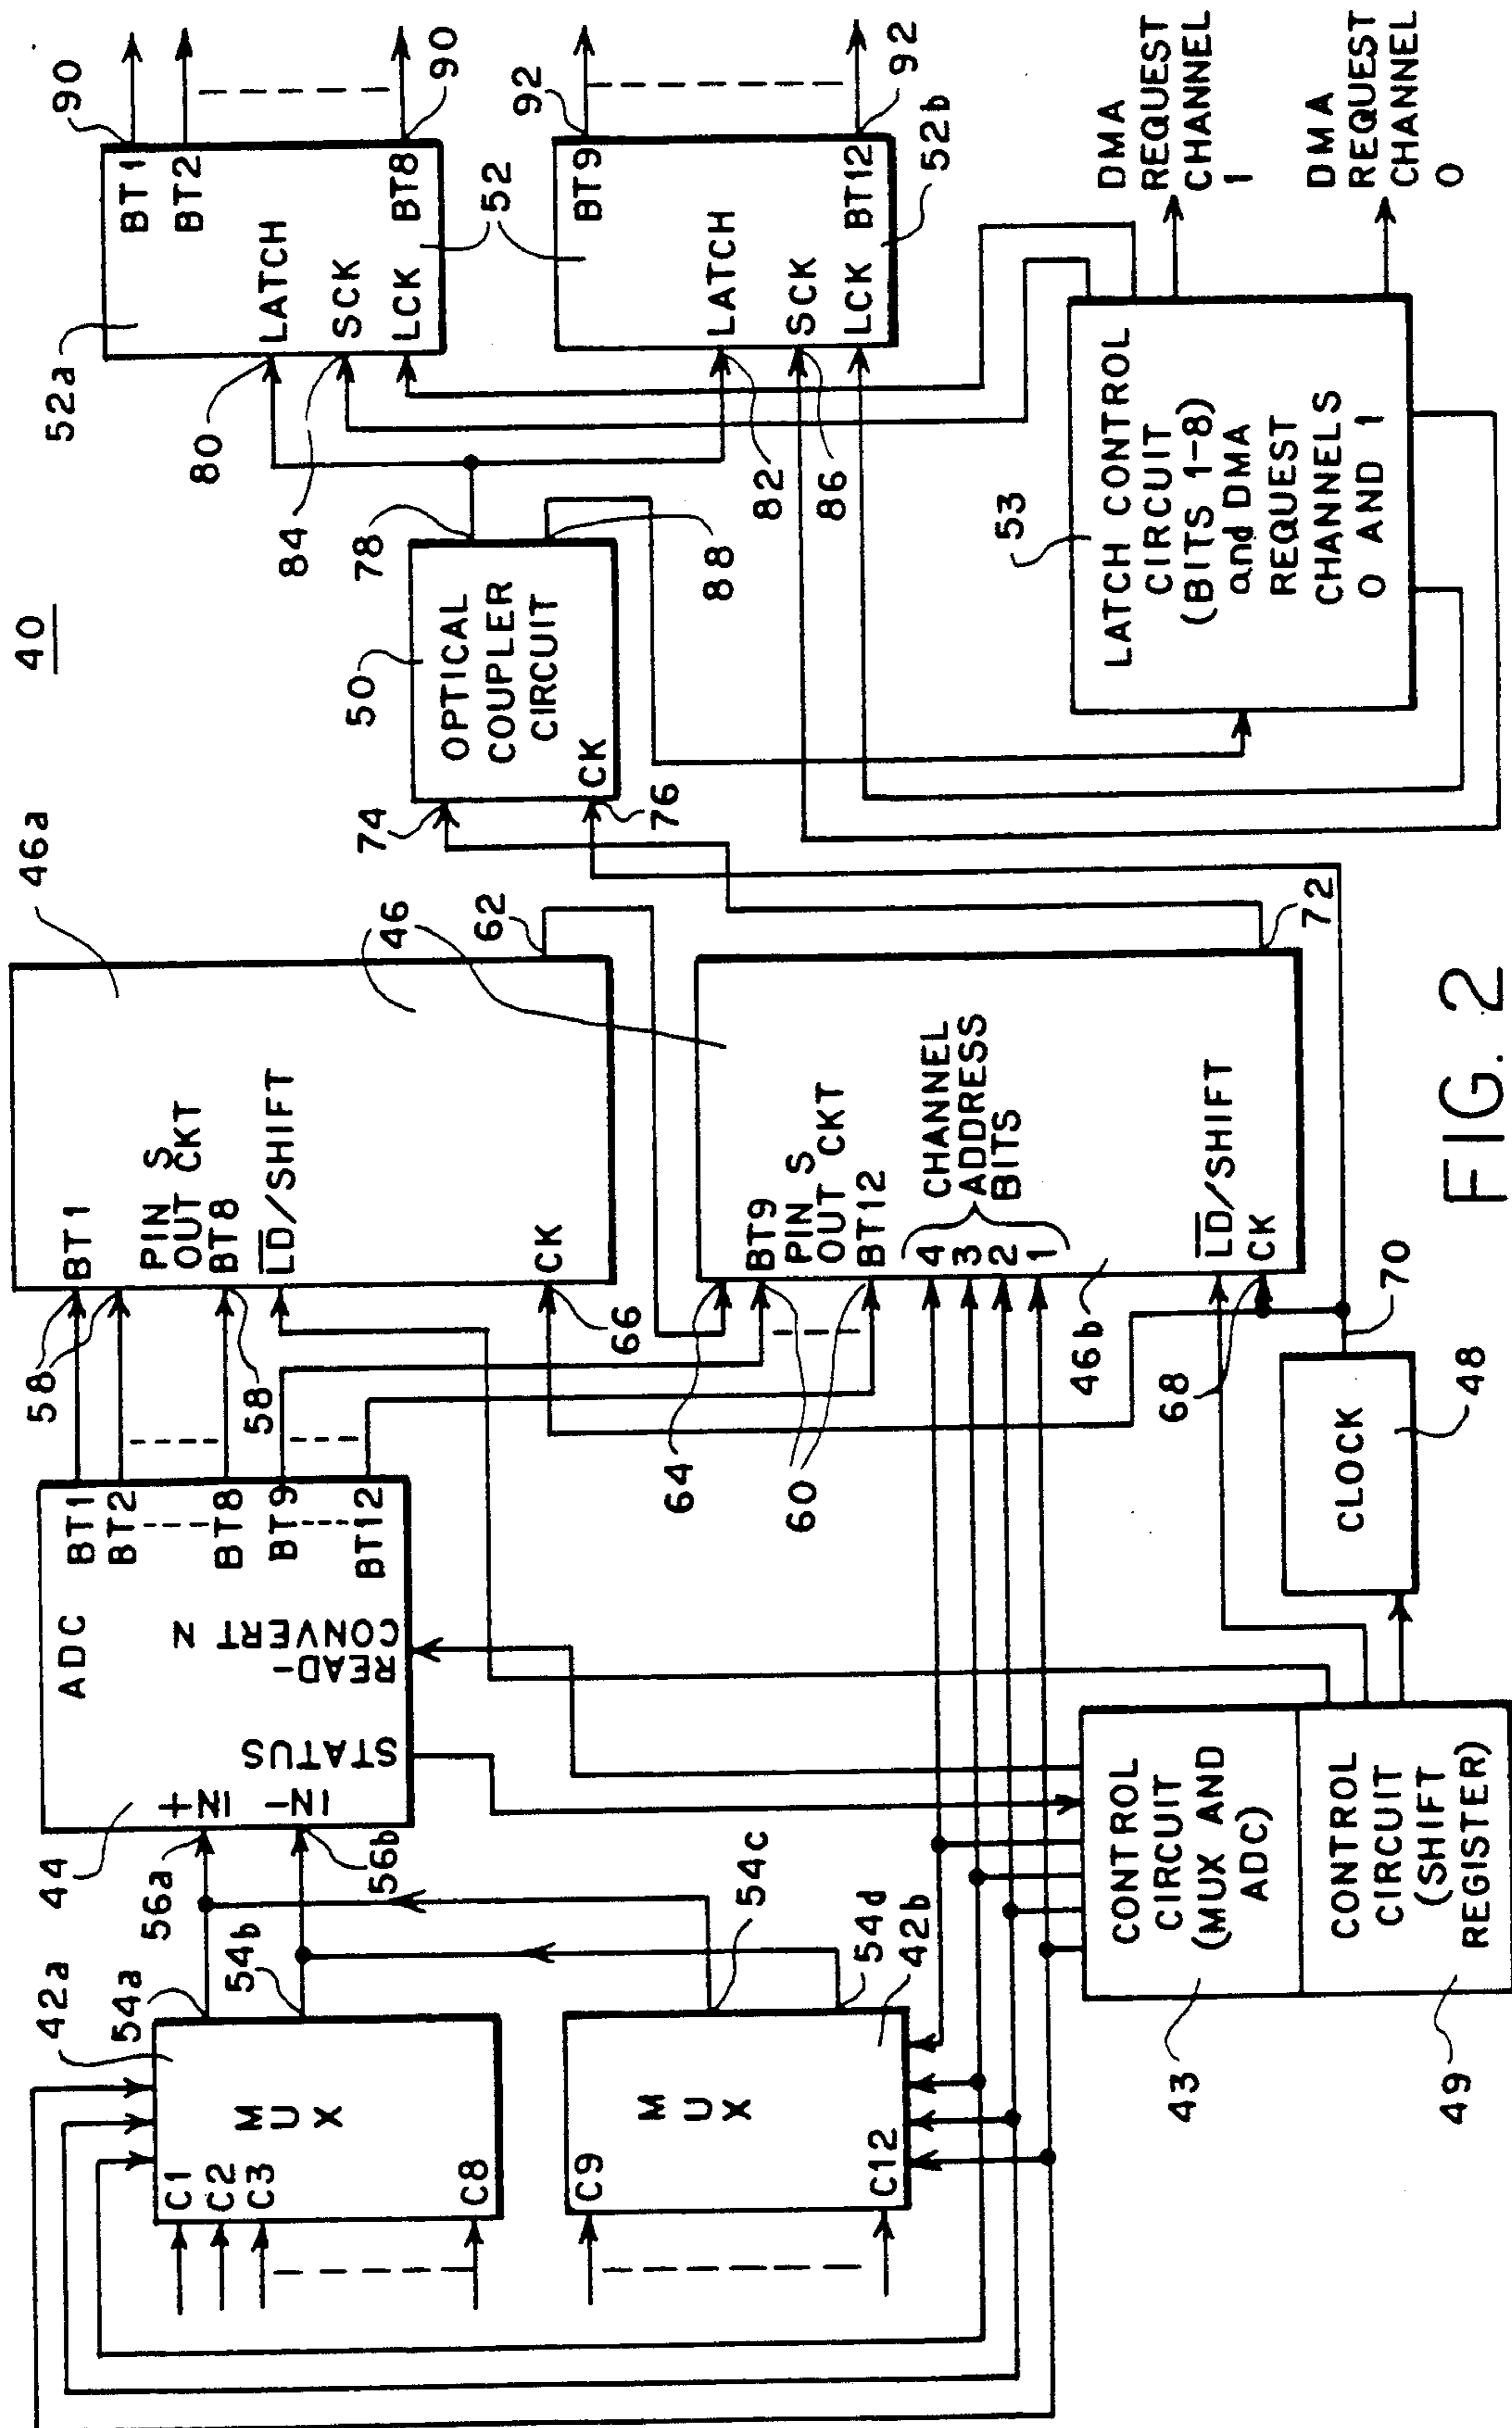 40
42a
54a
54b
C1
C2
C3
C8
MUX
C9
C12
MUX
54c
54d
42b
44
56a
56b
IN +
IN -
ADC
STATUS
READ-
CONVERT N
BT1
BT2
BT8
BT9
BT12
58
58
46a
BT1
PIN S
OUT CKT
BT8
LD/SHIFT
CK
66
62
46
64
60
BT9
PIN S
OUT CKT
BT12
4
3
2
1
CHANNEL
ADDRESS
BITS
LD/SHIFT
CK
46b
68
72
70
CLOCK
48
CONTROL
CIRCUIT
(MUX AND
ADC)
43
CONTROL
CIRCUIT
(SHIFT
REGISTER)
49
50
OPTICAL
COUPLER
CIRCUIT
CK
74
76
78
88
52a
80
84
LATCH
SCK
LCK
BT1
BT2
BT8
90
90
52
82
86
LATCH
SCK
LCK
BT9
BT12
92
92
52b
53
LATCH CONTROL
CIRCUIT
(BITS 1-8)
and DMA
REQUEST
CHANNELS
0 AND 1
DMA
REQUEST
CHANNEL
1
DMA
REQUEST
CHANNEL
0
FIG. 2